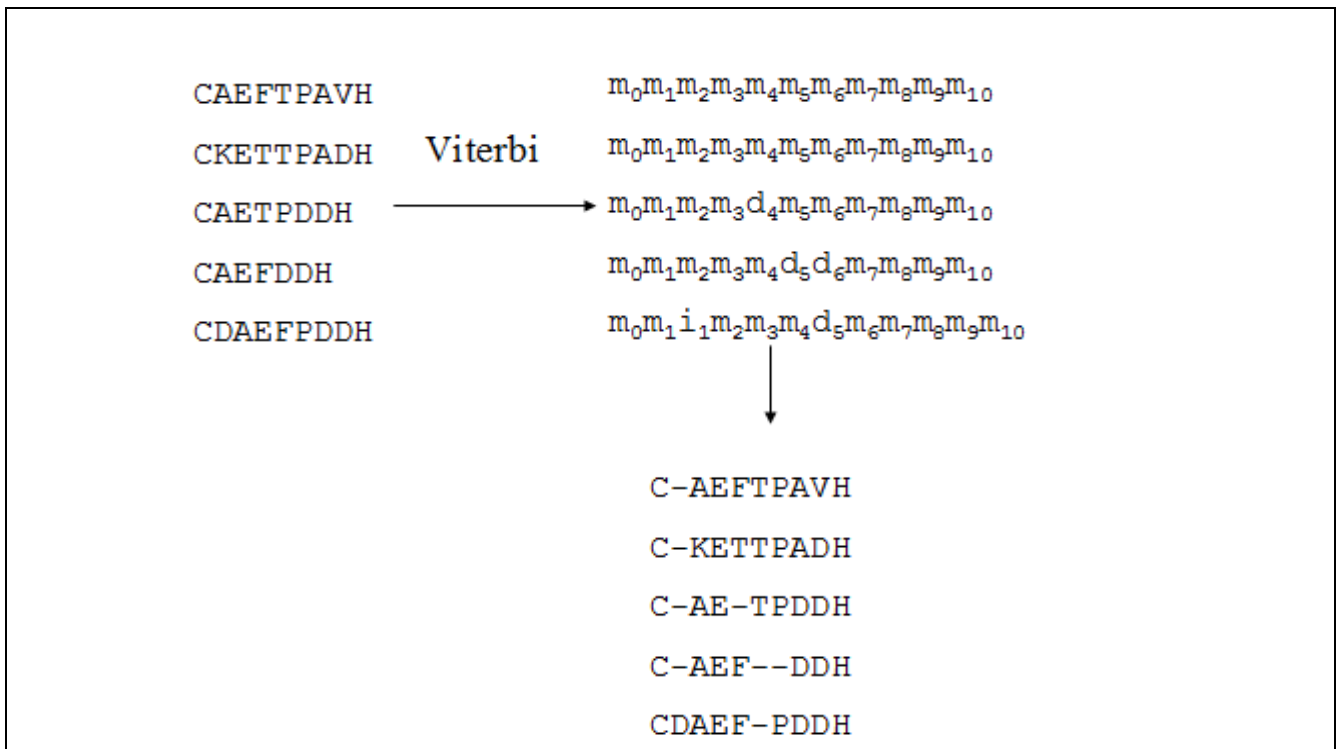 CAEFTPAVH m₀m₁m₂m₃m₄m₅m₆m₇m₈m₉m₁₀
CKETTPADH Viterbi m₀m₁m₂m₃m₄m₅m₆m₇m₈m₉m₁₀
CAETPDDH m₀m₁m₂m₃d₄m₅m₆m₇m₈m₉m₁₀
CAEFDDH m₀m₁m₂m₃m₄d₅d₆m₇m₈m₉m₁₀
CDAEFPDDH m₀m₁i₁m₂m₃m₄d₅m₆m₇m₈m₉m₁₀
C-AEFTPAVH
C-KETTPADH
C-AE-TPDDH
C-AEF--DDH
CDAEF-PDDH